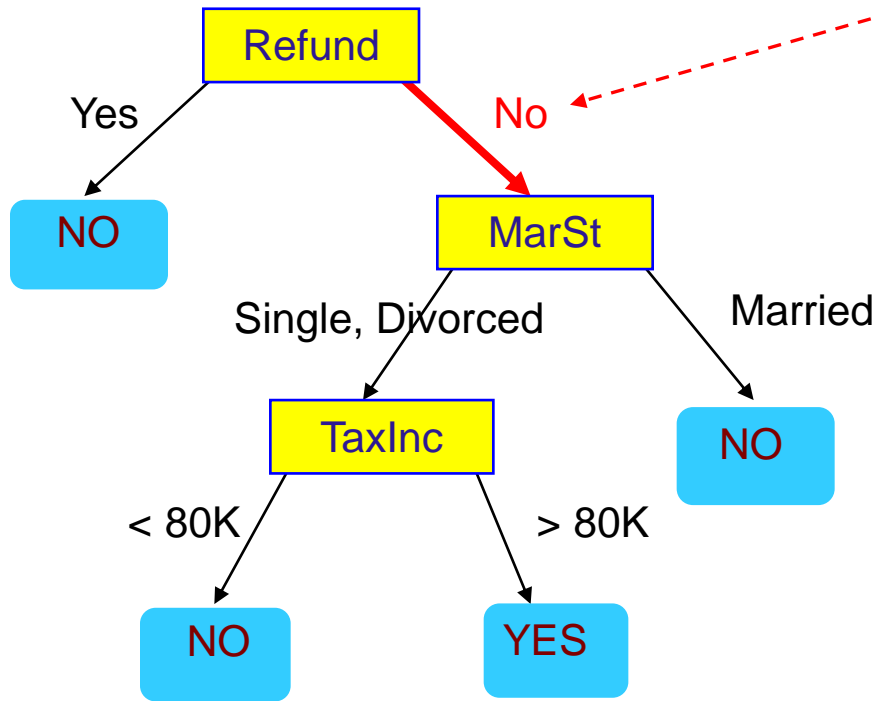 Refund
Yes
No
NO
MarSt
Single, Divorced
Married
TaxInc
NO
< 80K
> 80K
NO
YES